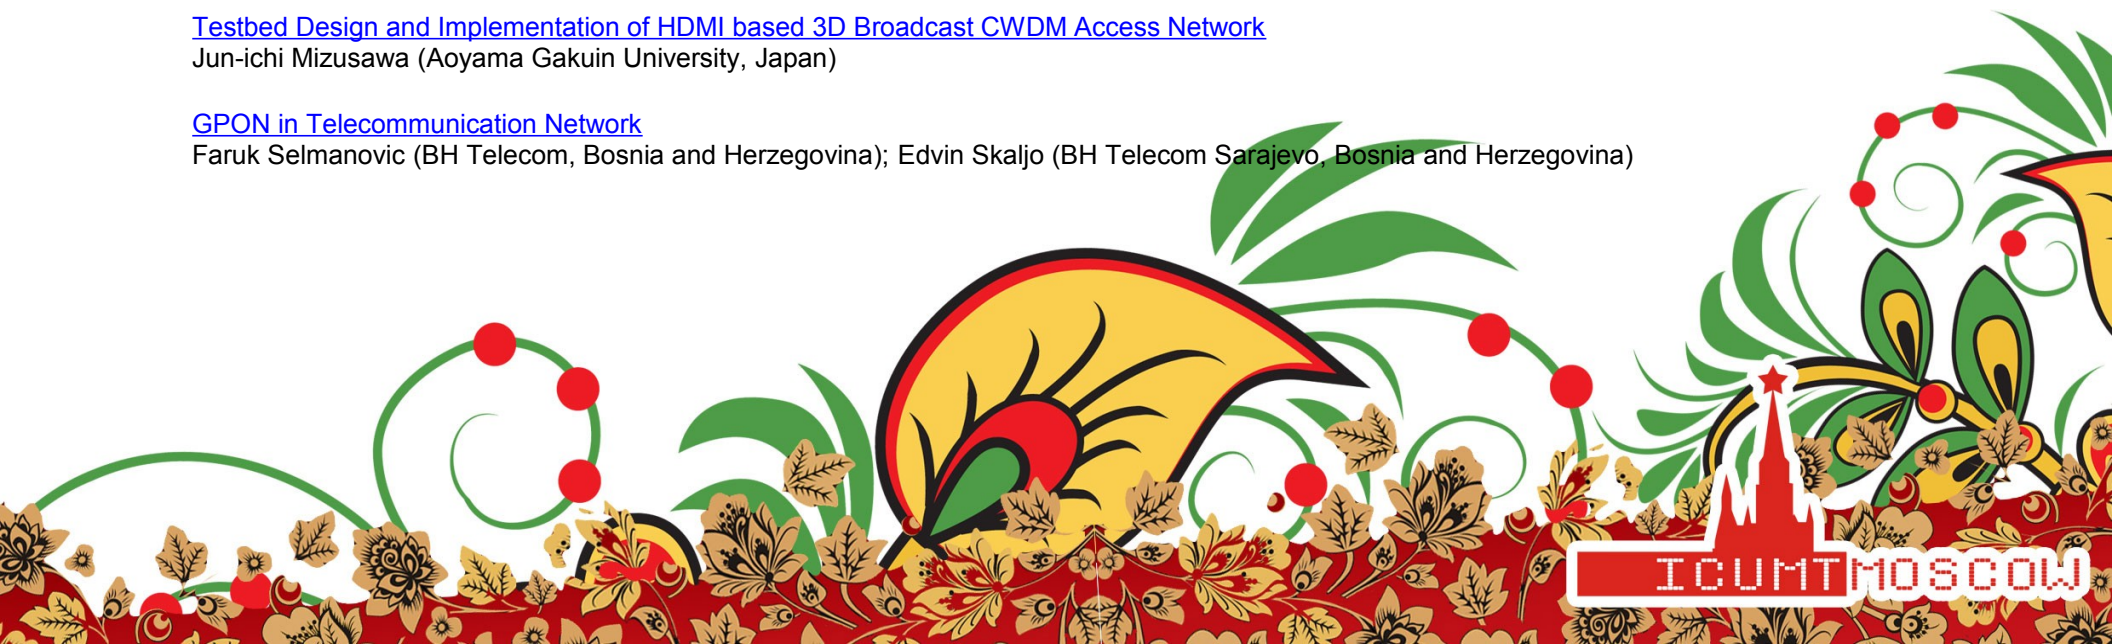 Testbed Design and Implementation of HDMI based 3D Broadcast CWDM Access Network
Jun-ichi Mizusawa (Aoyama Gakuin University, Japan)
GPON in Telecommunication Network
Faruk Selmanovic (BH Telecom, Bosnia and Herzegovina); Edvin Skaljo (BH Telecom Sarajevo, Bosnia and Herzegovina)
ICUMTMOSCOW